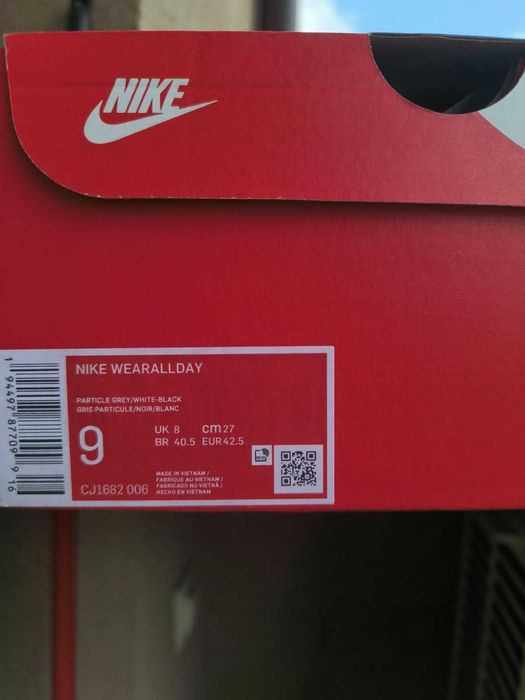 NIKE
NIKE WEARALLDAY
PARTICLE GREY/WHITE-BLACK
GRIS PARTICULE/NOIR/BLANC
9
UK 8 cm 27
BR 40.5 EUR 42.5
CJ1682 006
MADE IN VIETNAM /
FABRIQUE AU VIETNAM /
FABRICADO NO VIETNÃ /
HECHO EN VIETNAM
1 94497 87709 9 16